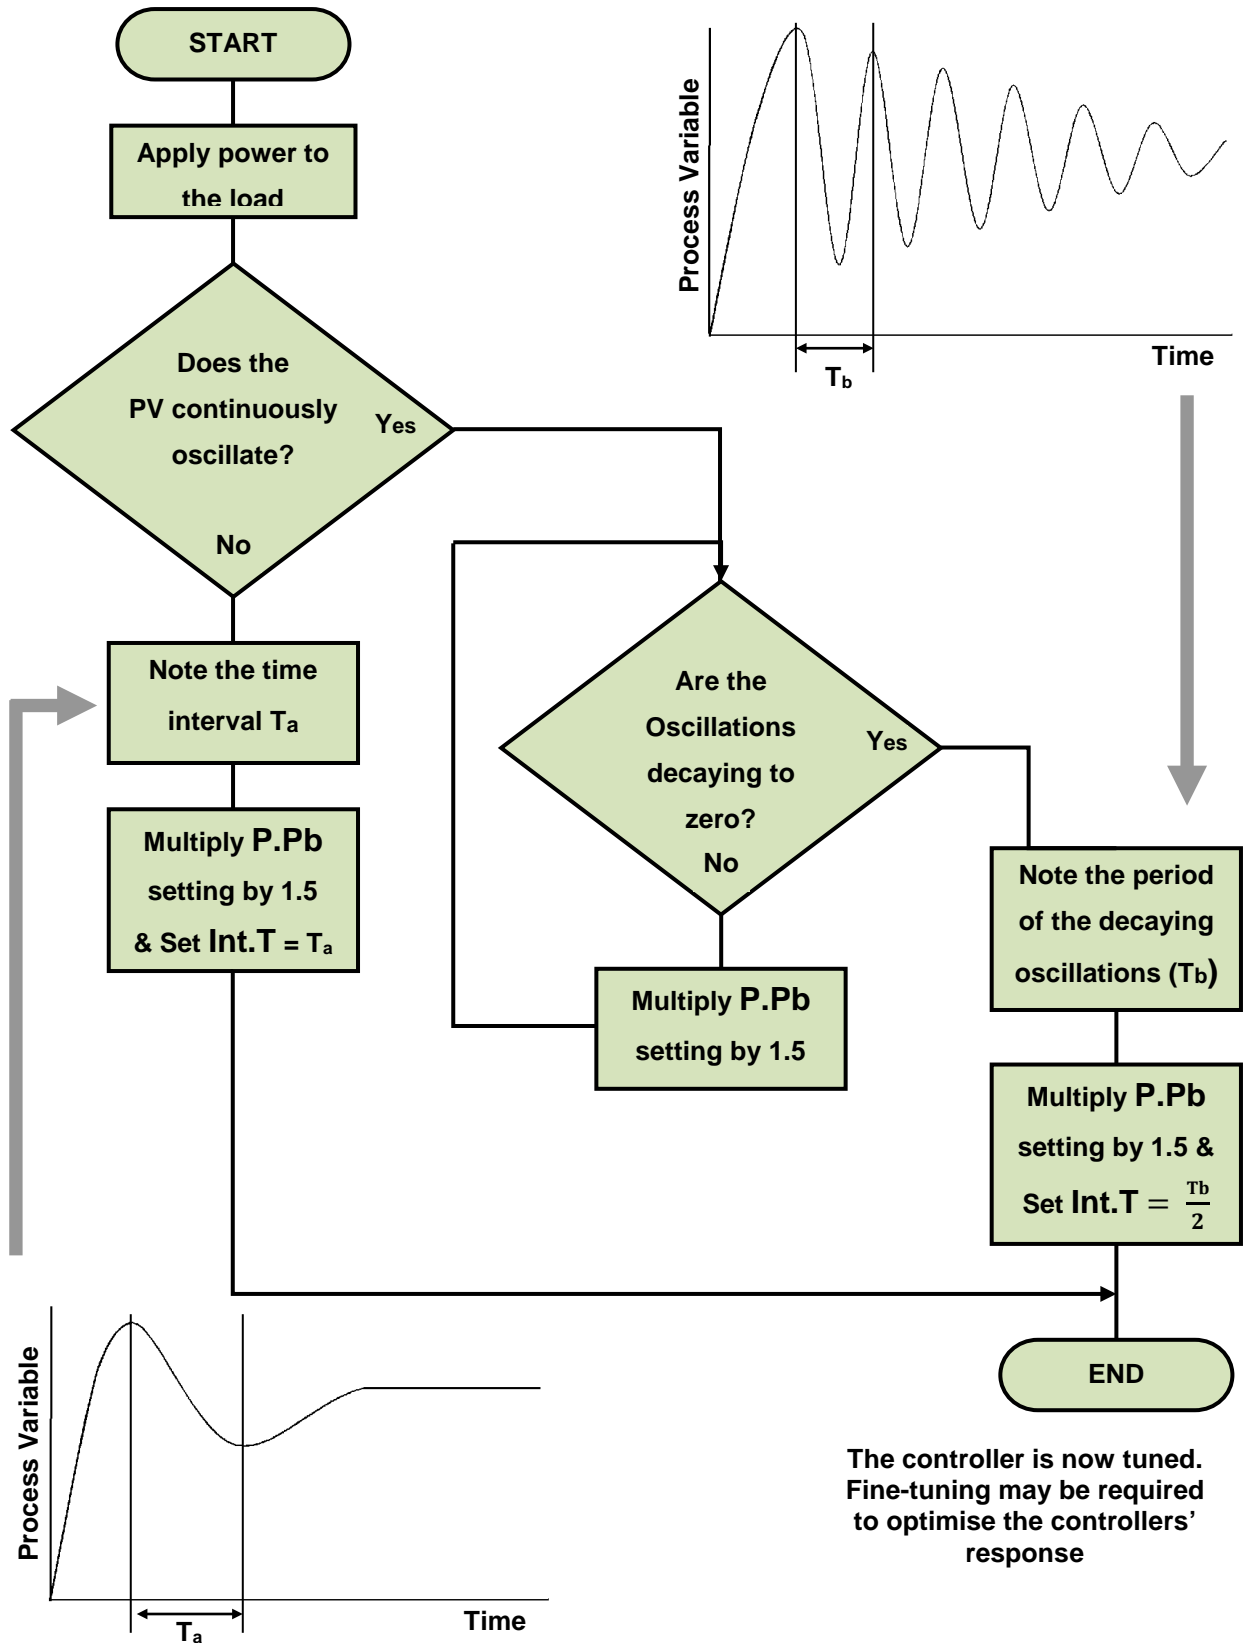 START
Apply power to
the load
Does the
PV continuously
oscillate?
Yes
No
Note the time
interval Ta
Multiply P.Pb
setting by 1.5
& Set Int.T = Ta
Process Variable
Time
Tb
Are the
Oscillations
decaying to
zero?
Yes
No
Multiply P.Pb
setting by 1.5
Note the period
of the decaying
oscillations (Tb)
Multiply P.Pb
setting by 1.5 &
Set Int.T = Tb/2
END
The controller is now tuned.
Fine-tuning may be required
to optimise the controllers’
response
Process Variable
Time
Ta